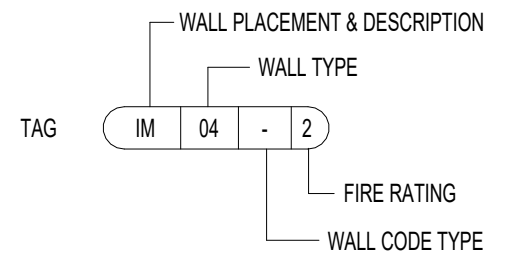 WALL PLACEMENT & DESCRIPTION
WALL TYPE
TAG IM 04 - 2
FIRE RATING
WALL CODE TYPE